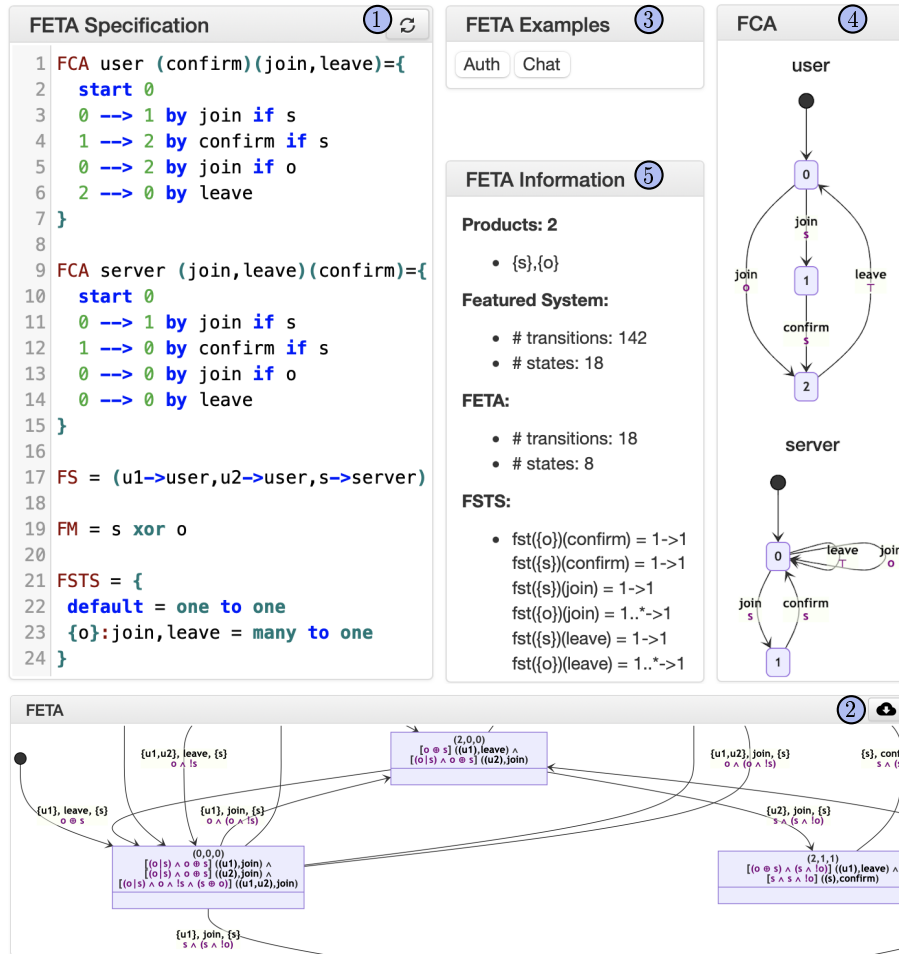 FETA Specification
1
1 FCA user (confirm)(join,leave)={
2 start 0
3 0 --> 1 by join if s
4 1 --> 2 by confirm if s
5 0 --> 2 by join if o
6 2 --> 0 by leave
7 }
8
9 FCA server (join,leave)(confirm)={
10 start 0
11 0 --> 1 by join if s
12 1 --> 0 by confirm if s
13 0 --> 0 by join if o
14 0 --> 0 by leave
15 }
16
17 FS = (u1->user,u2->user,s->server)
18
19 FM = s xor o
20
21 FSTS = {
22 default = one to one
23 {o}:join,leave = many to one
24 }
FETA Examples
3
Auth
Chat
FETA Information
5
Products: 2
• {s},{o}
Featured System:
• # transitions: 142
• # states: 18
FETA:
• # transitions: 18
• # states: 8
FSTS:
• fst({o})(confirm) = 1->1
fst({s})(confirm) = 1->1
fst({s})(join) = 1->1
fst({o})(join) = 1..*->1
fst({s})(leave) = 1->1
fst({o})(leave) = 1..*->1
FCA
4
user
0
join
s
join
o
1
leave
⊤
confirm
s
2
server
0
leave
⊤
join
o
join
s
confirm
s
1
FETA
2
{u1}, leave, {s}
o ⊕ s
{u1,u2}, leave, {s}
o ∧ !s
{u1}, join, {s}
o ∧ (o ∧ !s)
(2,0,0)
[o ⊕ s] ((u1),leave) ∧
[(o|s) ∧ o ⊕ s] ((u2),join)
{u1,u2}, join, {s}
o ∧ (o ∧ !s)
{s}, conf
s ∧ (s
{u2}, join, {s}
s ∧ (s ∧ !o)
(0,0,0)
[(o|s) ∧ o ⊕ s] ((u1),join) ∧
[(o|s) ∧ o ⊕ s] ((u2),join) ∧
[(o|s) ∧ o ∧ !s ∧ (s ⊕ o)] ((u1,u2),join)
(2,1,1)
[(o ⊕ s) ∧ (s ∧ !o)] ((u1),leave) ∧
[s ∧ s ∧ !o] ((s),confirm)
{u1}, join, {s}
s ∧ (s ∧ !o)